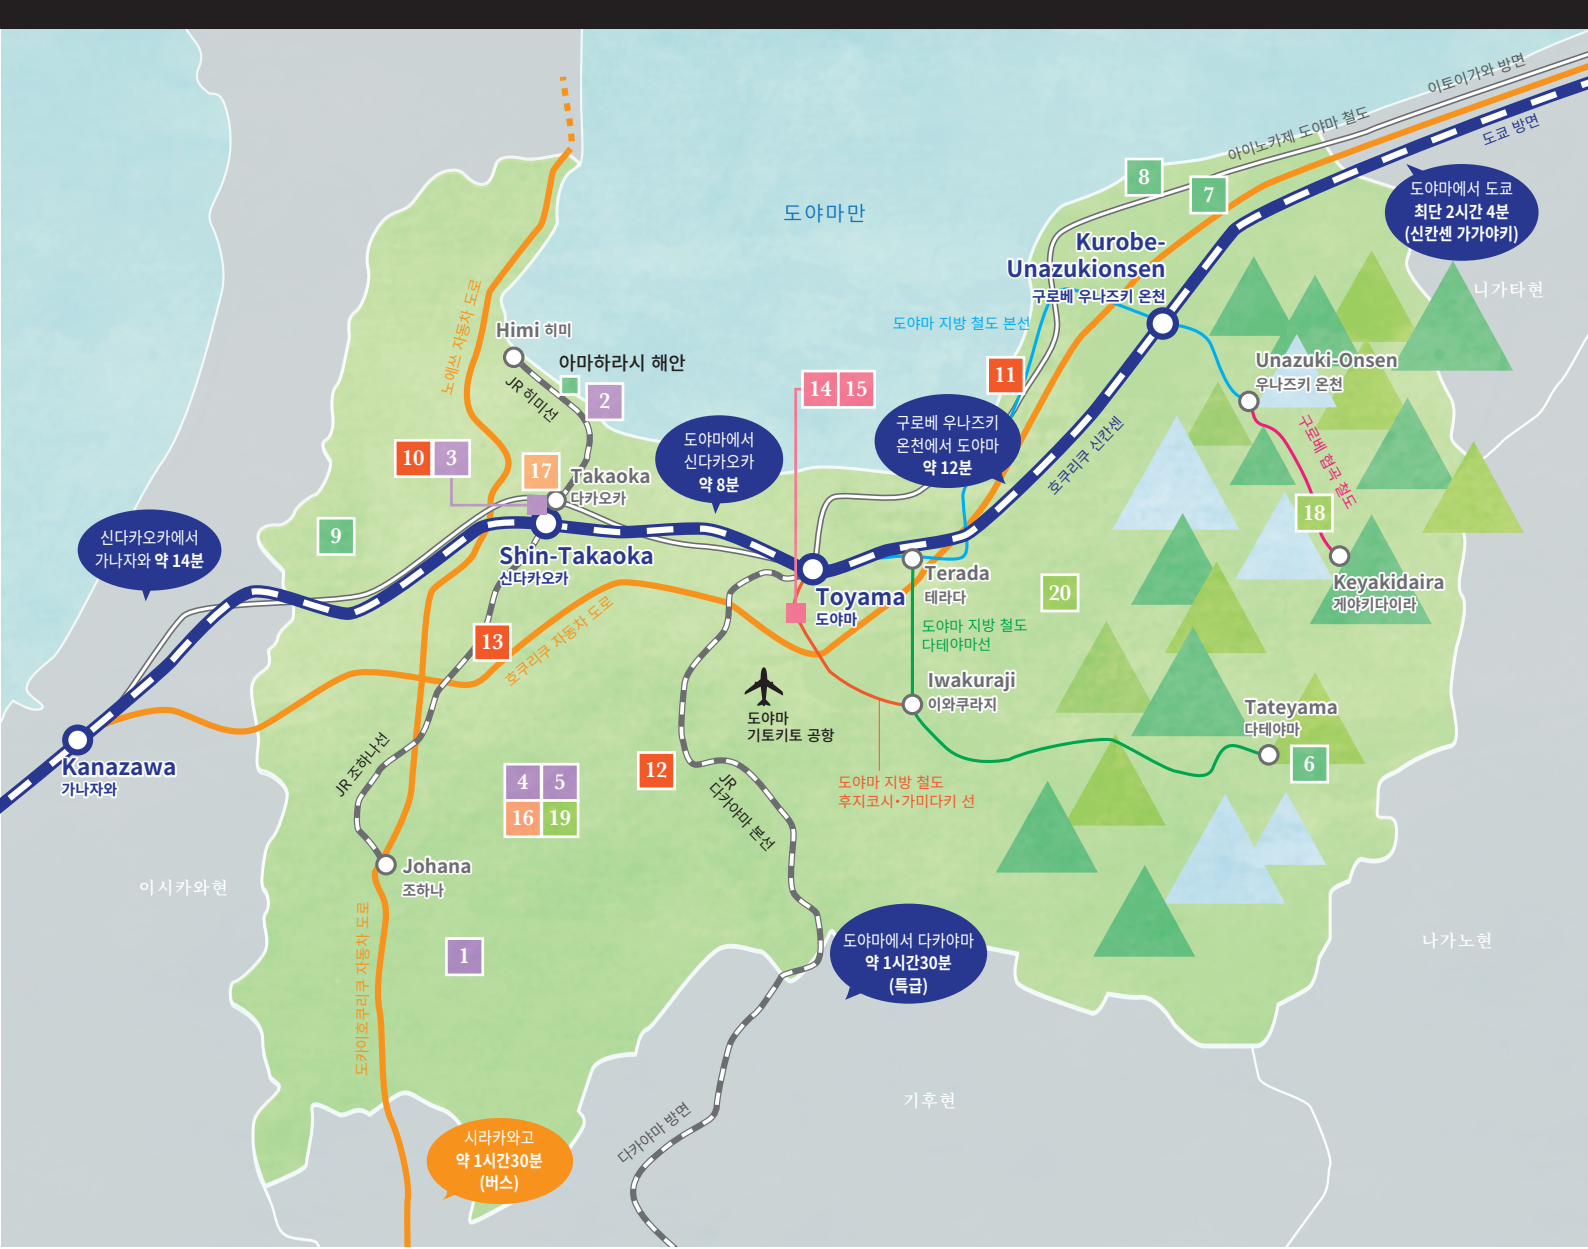 이토이가와 방면
아이노카제 도야마 철도
도쿄 방면
8
7
도야마에서 도쿄
최단 2시간 4분
(신칸센 가가야키)
도야마만
Kurobe-
Unazukionsen
구로베 우나즈키 온천
니가타현
노에쓰 자동차 도로
Himi 히미
도야마 지방 철도 본선
아마하라시 해안
JR 히미선
2
14
15
11
Unazuki-Onsen
우나즈키 온천
구로베 우나즈키
온천에서 도야마
약 12분
도야마에서
신다카오카
약 8분
호쿠리쿠 신칸센
구로베 협곡 철도
10
3
17
Takaoka
다카오카
18
9
신다카오카에서
가나자와 약 14분
Shin-Takaoka
신다카오카
Terada
테라다
20
Keyakidaira
게야키다이라
Toyama
도야마
도야마 지방 철도
다테야마선
13
호쿠리쿠 자동차 도로
Iwakuraji
이와쿠라지
도야마
기토키토 공항
Tateyama
다테야마
6
Kanazawa
가나자와
JR 조하나선
12
4
5
16
19
JR
다카야마 본선
도야마 지방 철도
후지코시·가미다키 선
Johana
조하나
이시카와현
도카이호쿠리쿠 자동차 도로
1
도야마에서 다카야마
약 1시간30분
(특급)
나가노현
기후현
시라카와고
약 1시간30분
(버스)
다카야마 방면